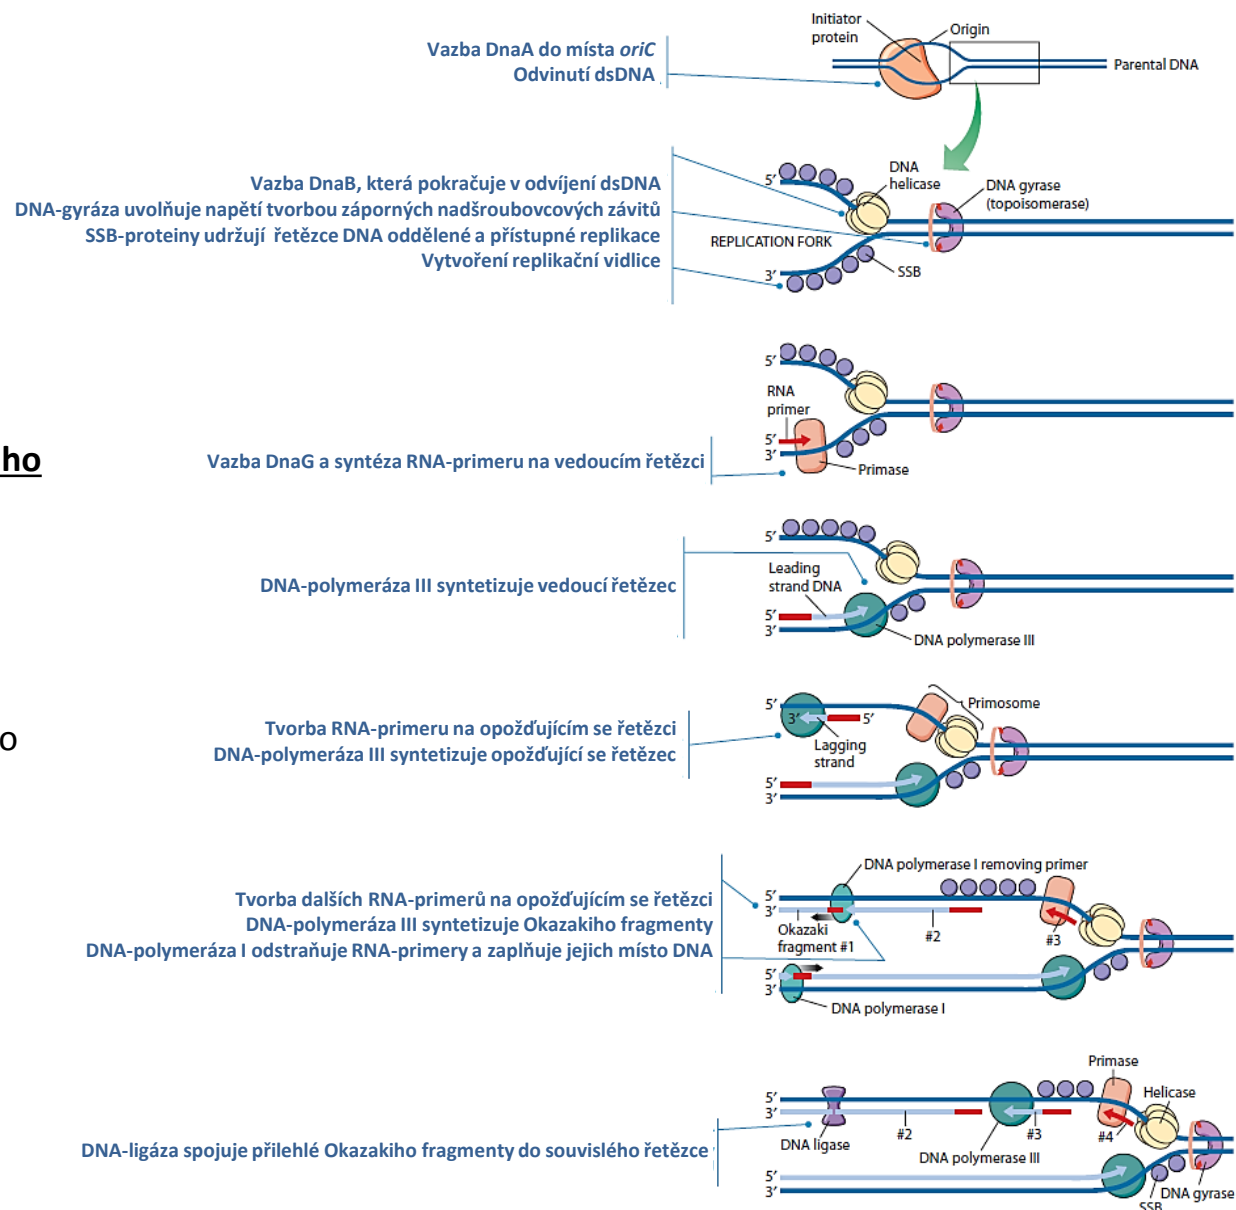 Initiator
protein
Origin
Vazba DnaA do místa oriC
Odvinutí dsDNA
Parental DNA
DNA
helicase
5′
DNA gyrase
(topoisomerase)
Vazba DnaB, která pokračuje v odvíjení dsDNA
DNA-gyráza uvolňuje napětí tvorbou záporných nadšroubovcových závitů
SSB-proteiny udržují řetězce DNA oddělené a přístupné replikace
Vytvoření replikační vidlice
REPLICATION FORK
3′
SSB
5′
RNA
primer
5′
3′
ho
Vazba DnaG a syntéza RNA-primeru na vedoucím řetězci
Primase
5′
Leading
strand DNA
DNA-polymeráza III syntetizuje vedoucí řetězec
5′
3′
DNA polymerase III
5′
Primosome
3′
5′
o
Tvorba RNA-primeru na opožďujícím se řetězci
DNA-polymeráza III syntetizuje opožďující se řetězec
Lagging
strand
5′
3′
DNA polymerase I removing primer
5′
3′
Tvorba dalších RNA-primerů na opožďujícím se řetězci
DNA-polymeráza III syntetizuje Okazakiho fragmenty
DNA-polymeráza I odstraňuje RNA-primery a zaplňuje jejich místo DNA
Okazaki
fragment #1
#2
#3
5′
3′
DNA polymerase I
Primase
Helicase
5′
3′
DNA ligase
#2
#3
#4
DNA polymerase III
DNA-ligáza spojuje přilehlé Okazakiho fragmenty do souvislého řetězce
5′
3′
SSB
DNA gyrase